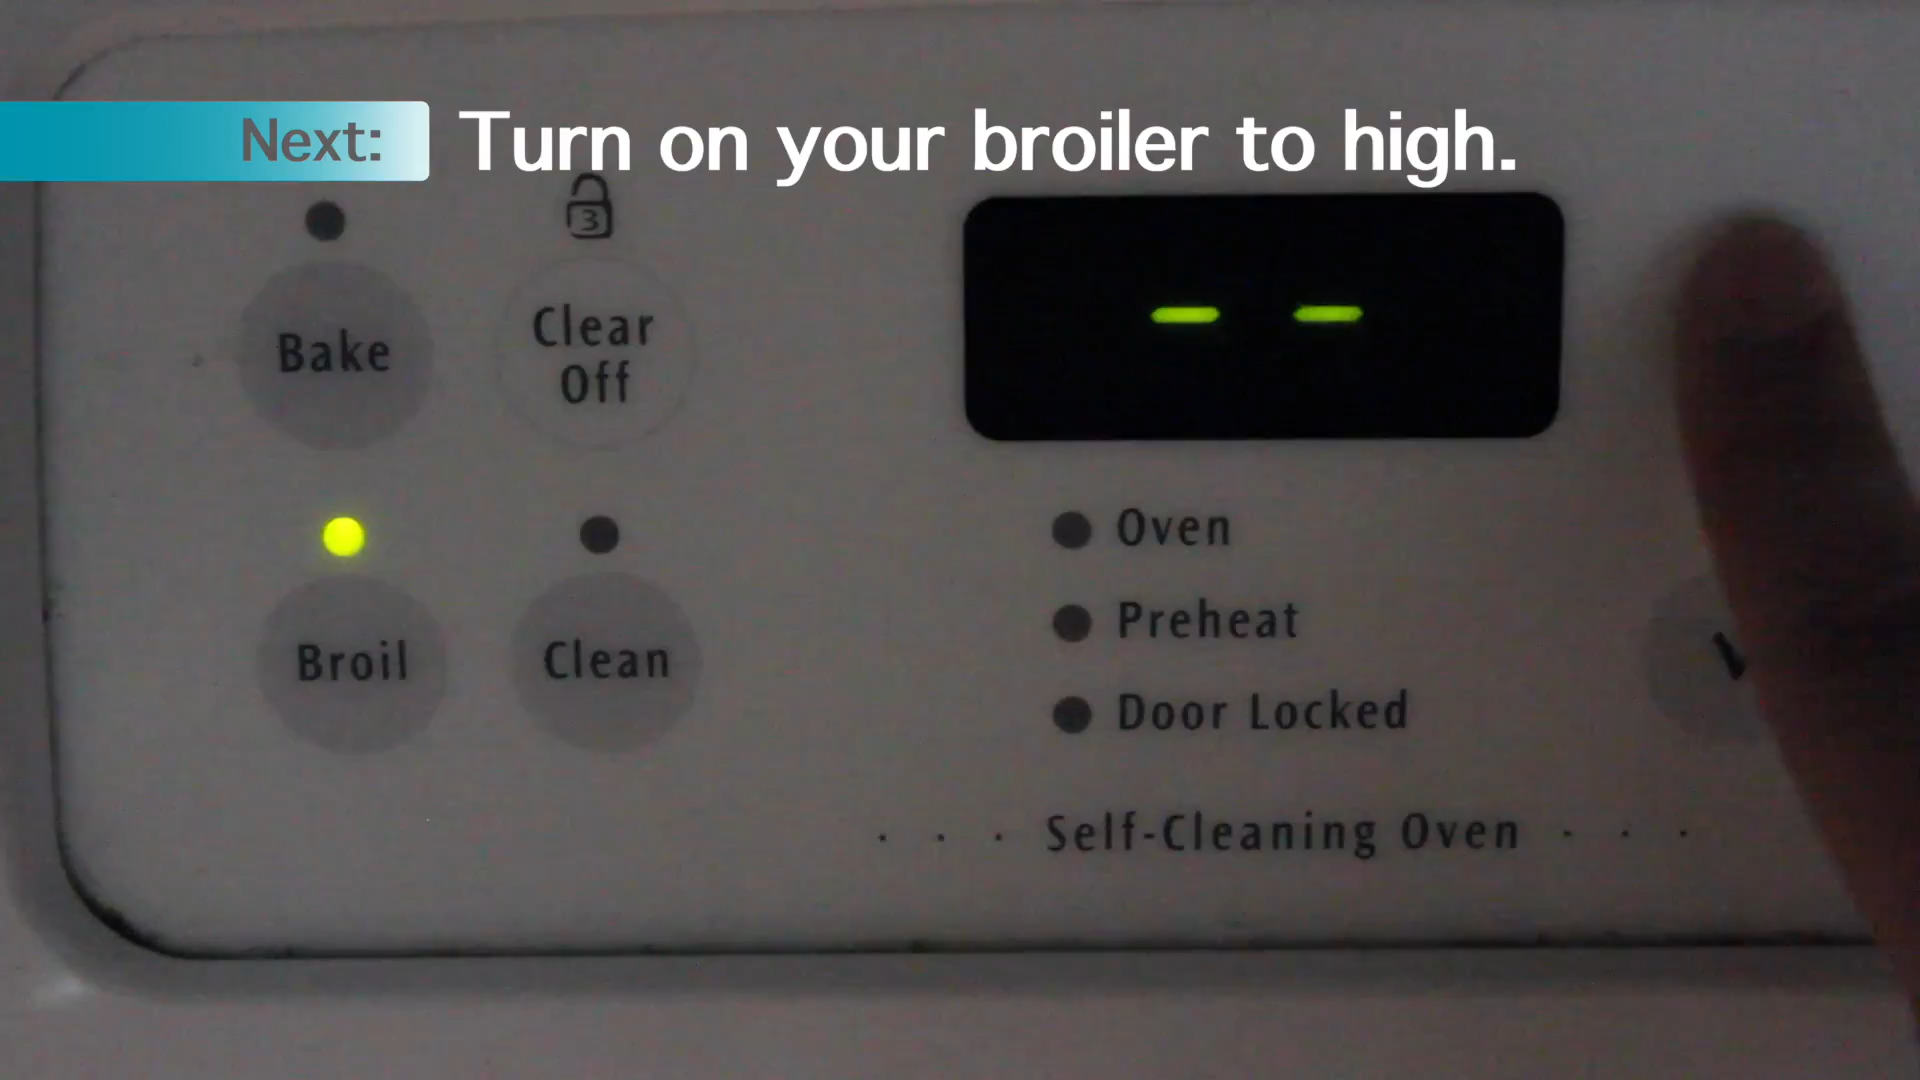 Next: Turn on your broiler to high.
3
Bake
Clear
Off
Broil
Clean
- -
Oven
Preheat
Door Locked
. . . Self-Cleaning Oven . . .